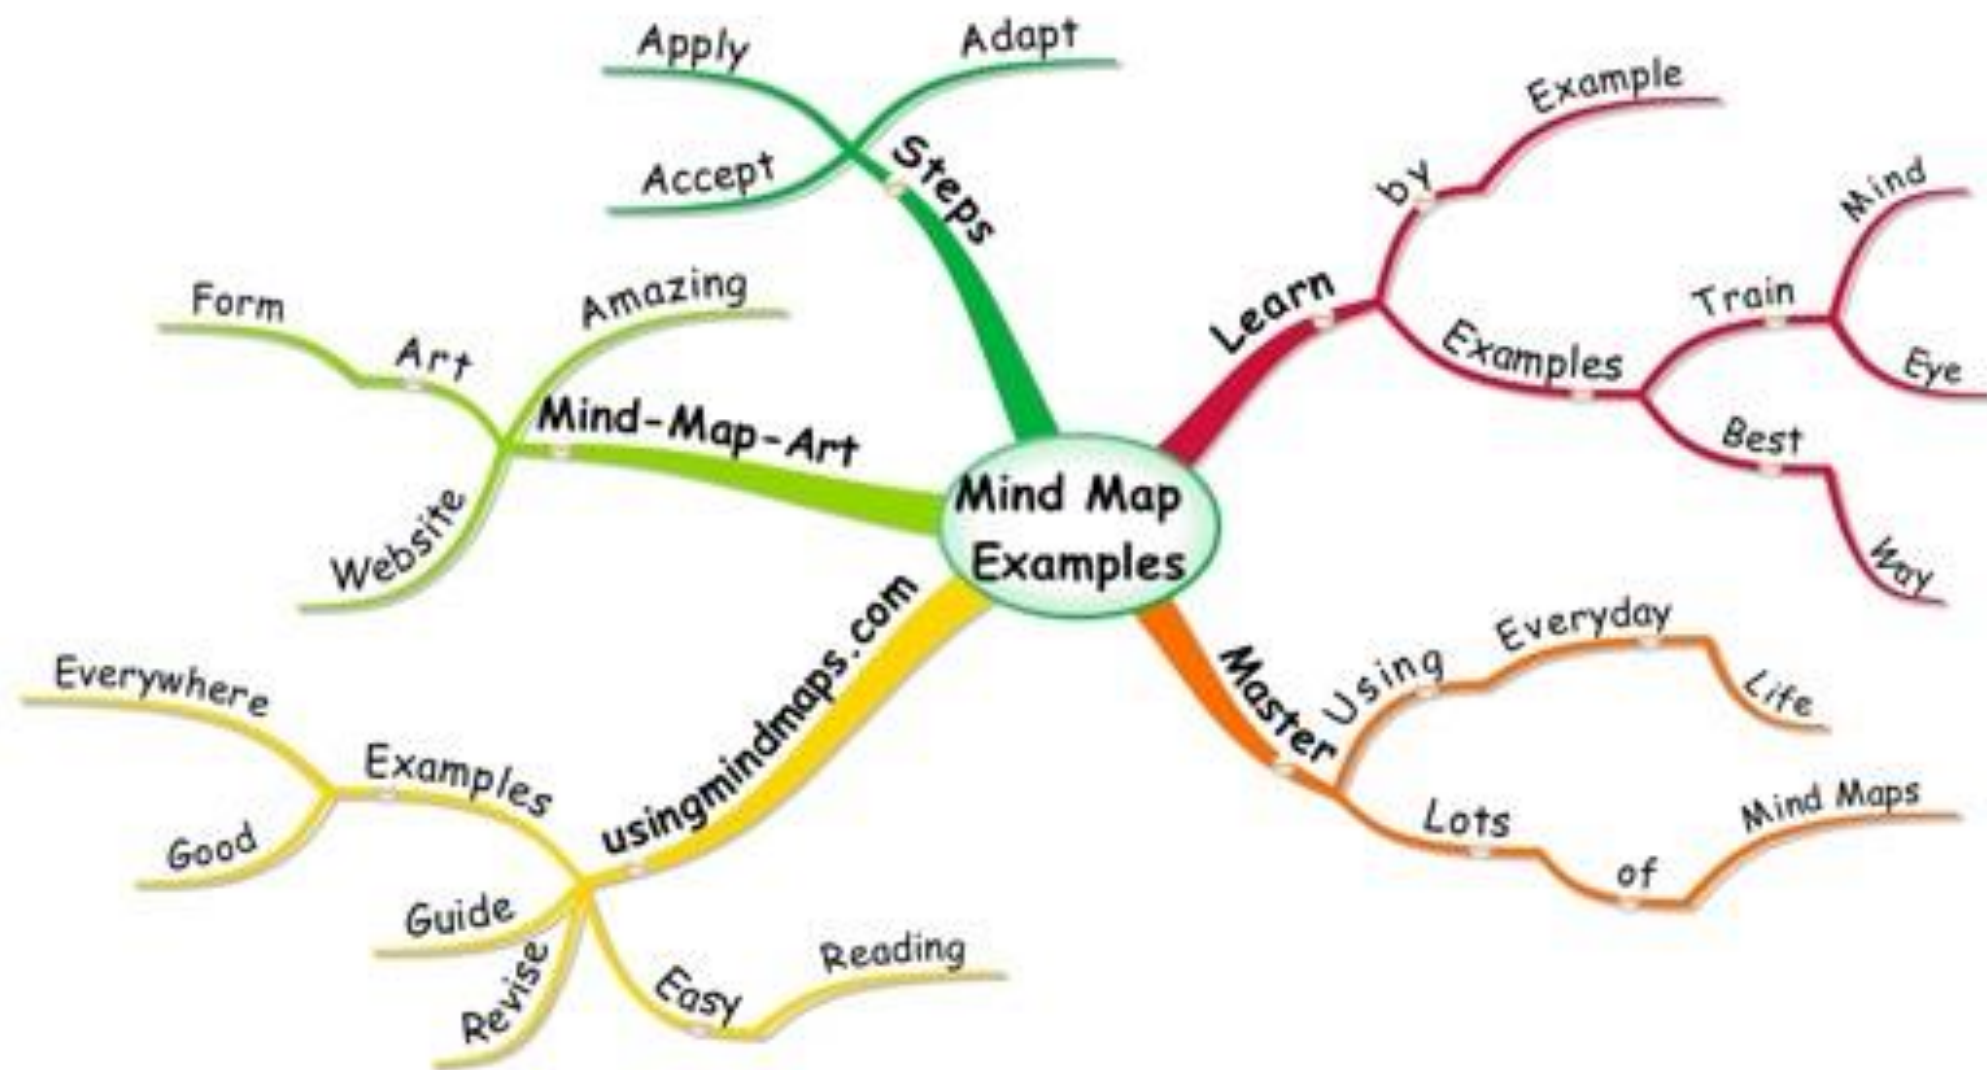 Mind Map
Examples
Steps
Apply
Adapt
Accept
Learn
by
Example
Examples
Train
Mind
Eye
Best
Way
Master
Using
Everyday
Life
Lots
of
Mind Maps
usingmindmaps.com
Examples
Everywhere
Good
Guide
Revise
Easy
Reading
Mind-Map-Art
Amazing
Art
Form
Website